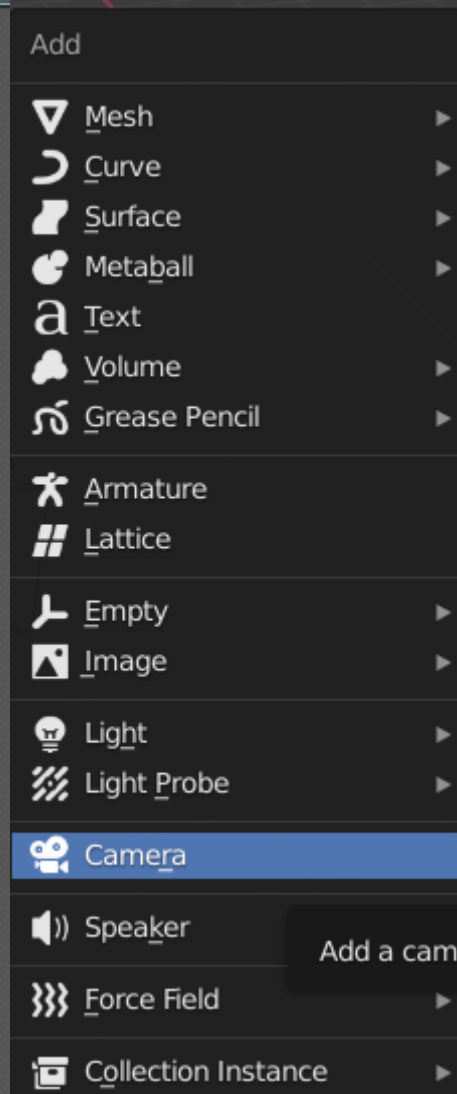 Add
Mesh
Curve
Surface
Metaball
Text
Volume
Grease Pencil
Armature
Lattice
Empty
Image
Light
Light Probe
Camera
Speaker
Add a cam
Force Field
Collection Instance